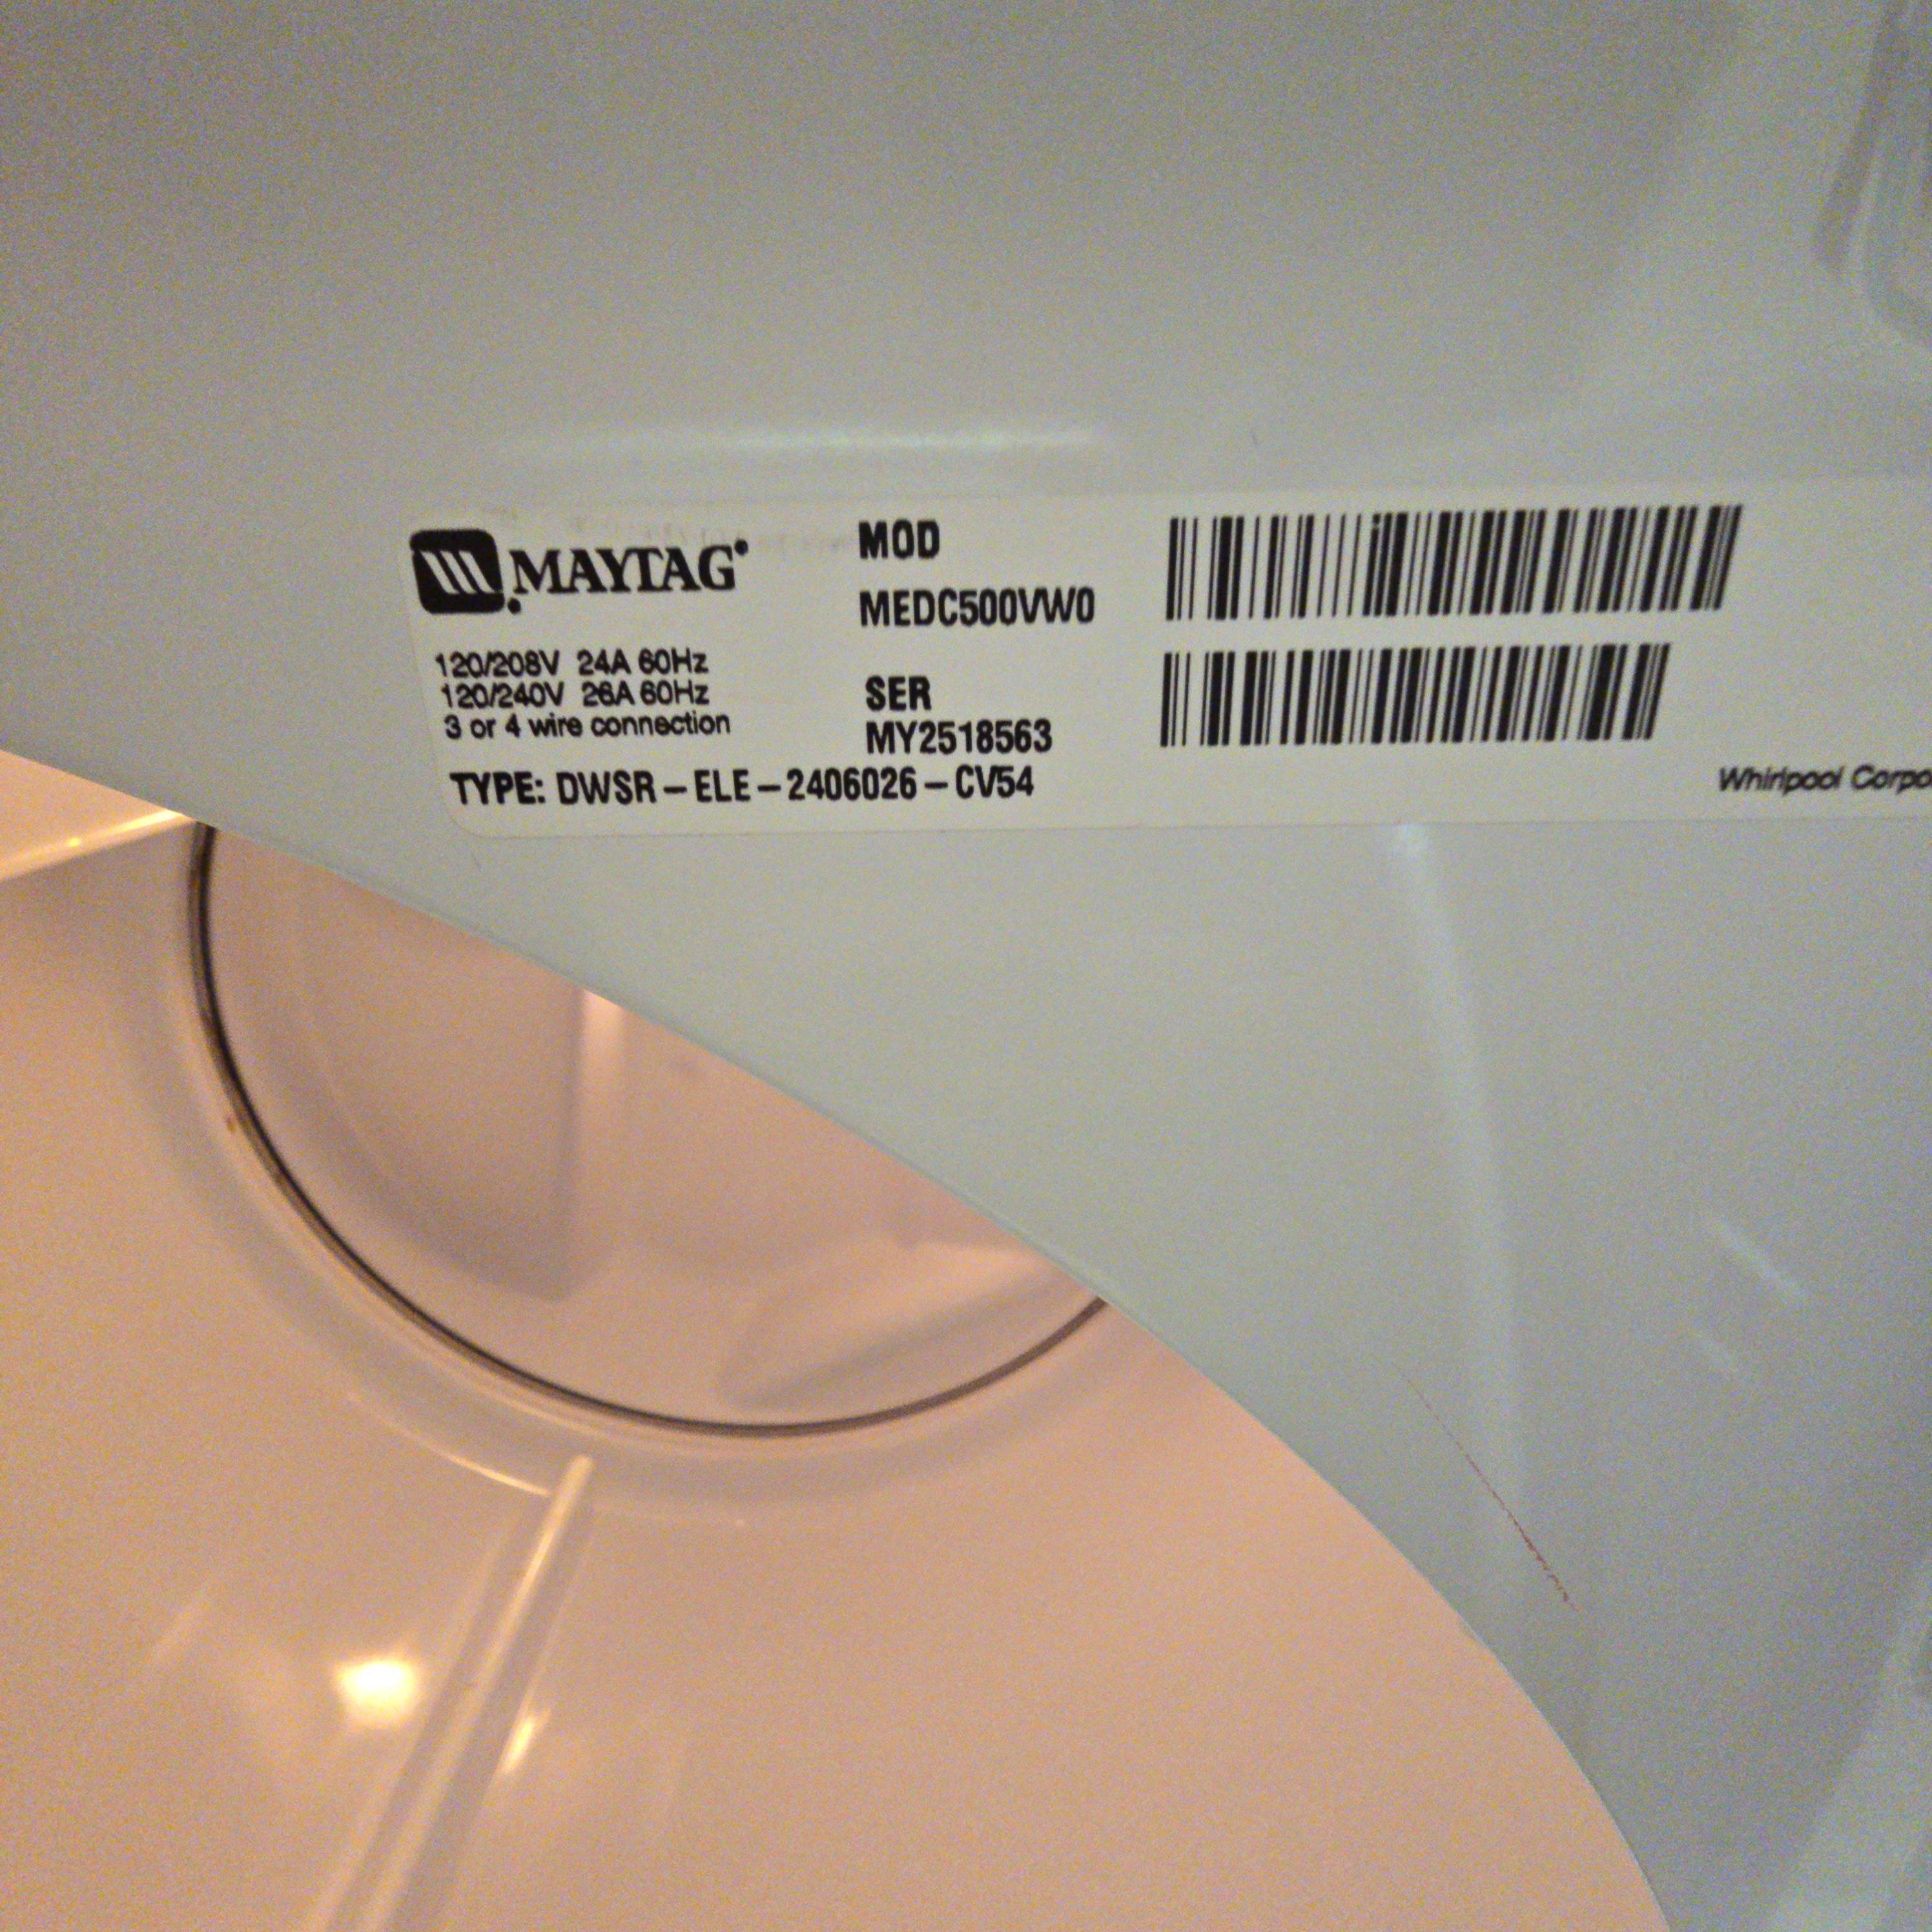 MAYTAG
120/208V 24A 60Hz
120/240V 26A 60Hz
3 or 4 wire connection
TYPE: DWSR – ELE – 2406026 – CV54
MOD
MEDC500VW0
SER
MY2518563
Whirlpool Corpo